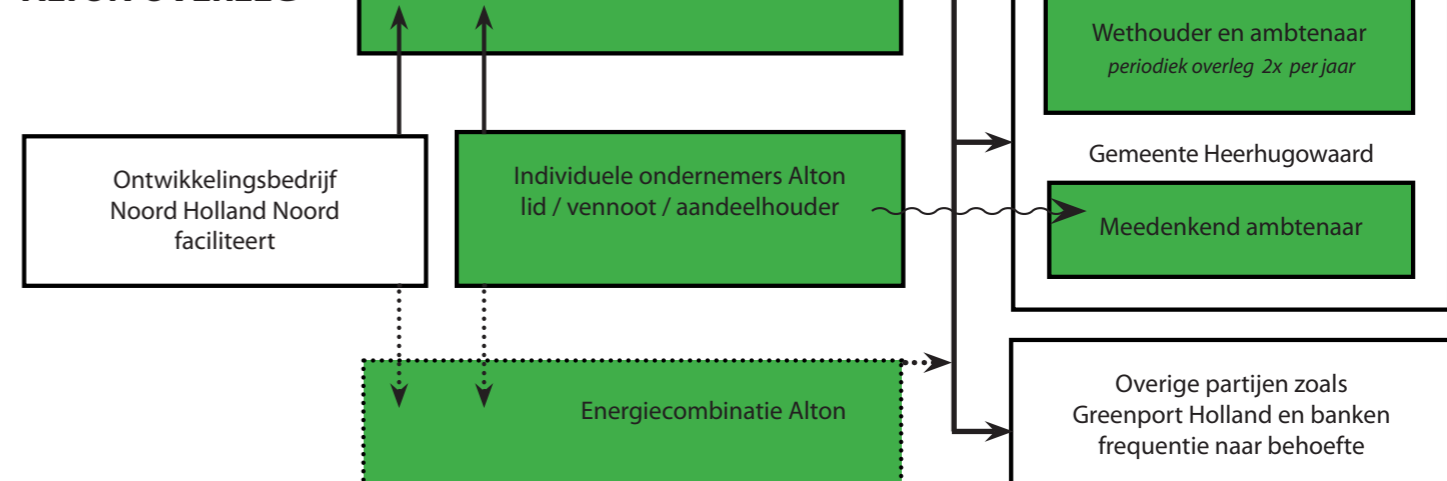 Wethouder en ambtenaar
periodiek overleg 2x per jaar
Gemeente Heerhugowaard
Meedenkend ambtenaar
Ontwikkelingsbedrijf
Noord Holland Noord
faciliteert
Individuele ondernemers Alton
lid / vennoot / aandeelhouder
Energiecombinatie Alton
Overige partijen zoals
Greenport Holland en banken
frequentie naar behoefte